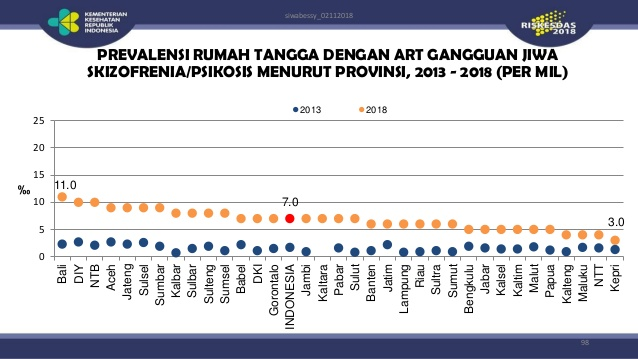 KEMENTERIAN
KESEHATAN
REPUBLIK
INDONESIA
siwabessy_02112018
RISKESDAS
2018
PREVALENSI RUMAH TANGGA DENGAN ART GANGGUAN JIWA
SKIZOFRENIA/PSIKOSIS MENURUT PROVINSI, 2013 - 2018 (PER MIL)
2013 2018
25
20
15
10
5
0
‰
11.0
7.0
3.0
Bali
DIY
NTB
Aceh
Jateng
Sulsel
Sumbar
Kalbar
Sulbar
Sulteng
Sumsel
Babel
DKI
Gorontalo
INDONESIA
Jambi
Kaltara
Pabar
Sulut
Banten
Jatim
Lampung
Riau
Sultra
Sumut
Bengkulu
Jabar
Kalsel
Kaltim
Malut
Papua
Kalteng
Maluku
NTT
Kepri
98